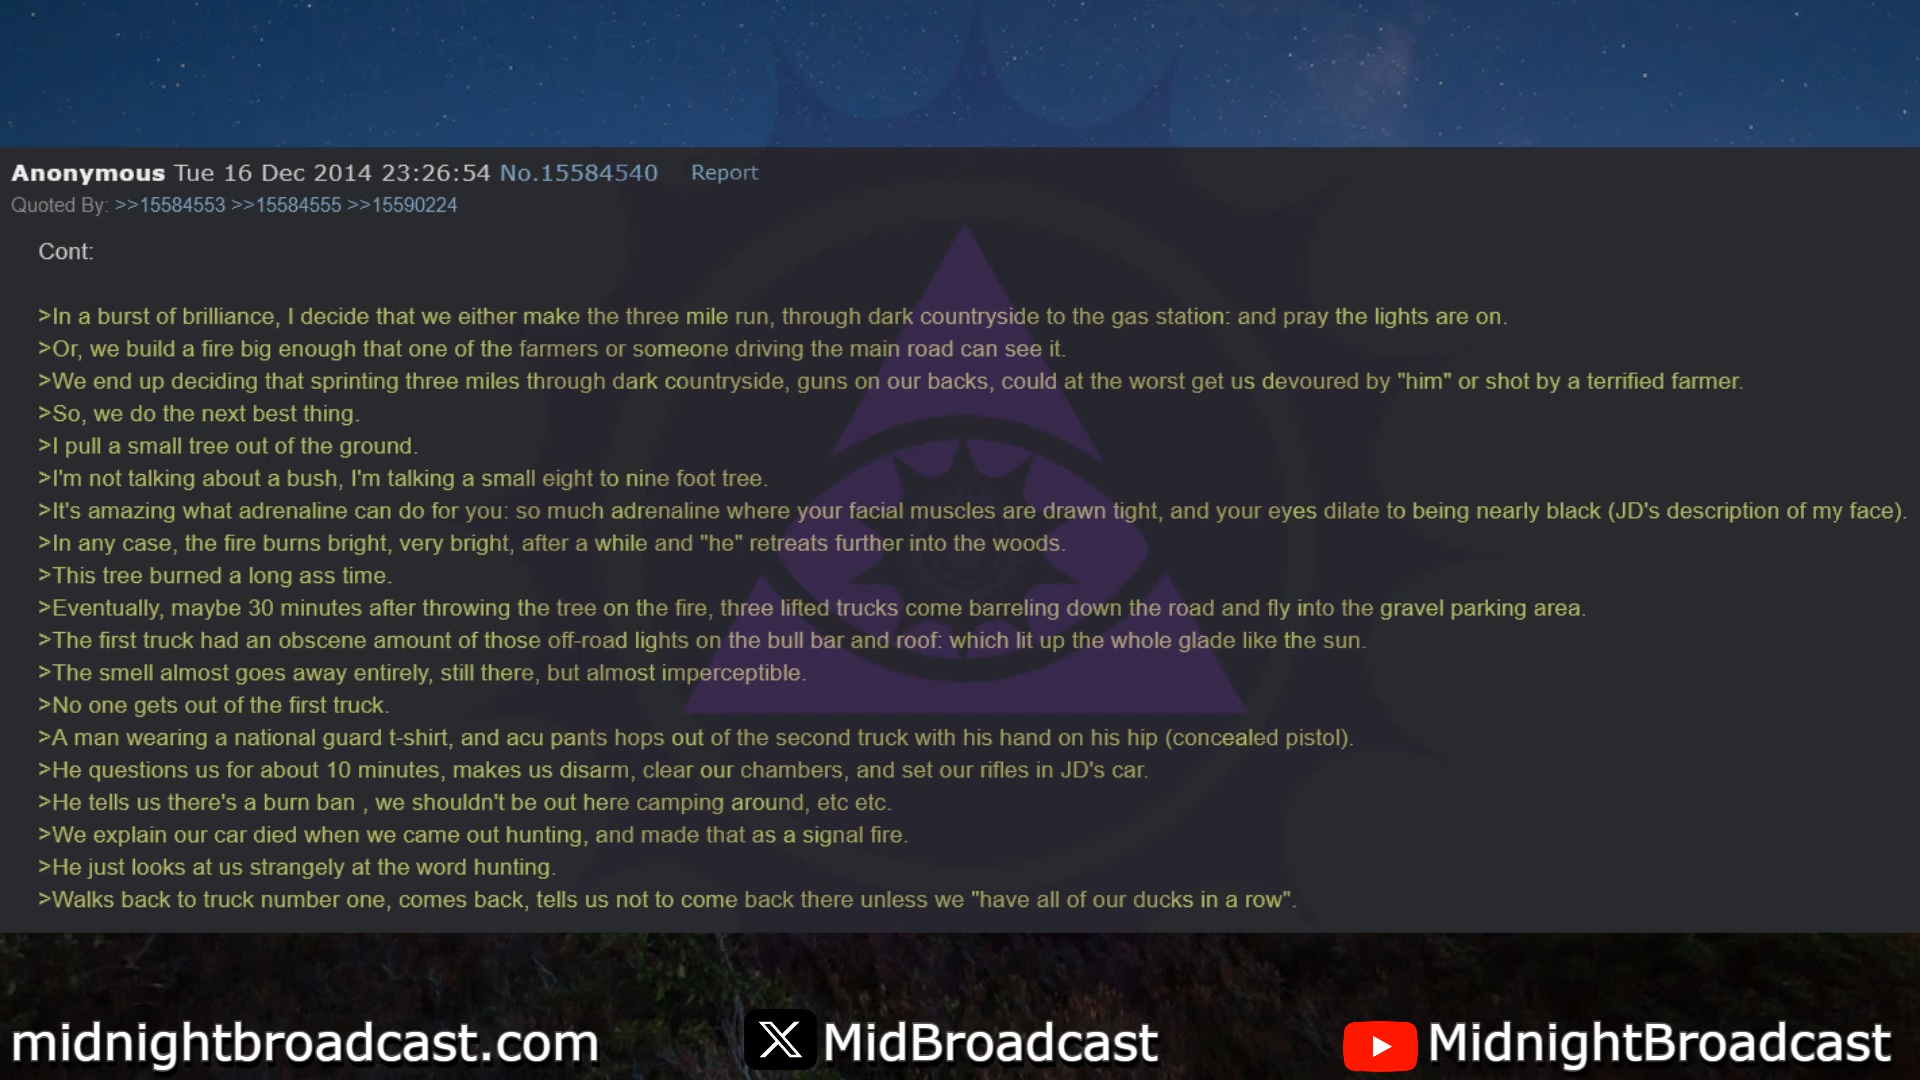 Anonymous Tue 16 Dec 2014 23:26:54 No.15584540 Report
Quoted By: >>15584553 >>15584555 >>15590224
Cont:
>In a burst of brilliance, I decide that we either make the three mile run, through dark countryside to the gas station: and pray the lights are on.
>Or, we build a fire big enough that one of the farmers or someone driving the main road can see it.
>We end up deciding that sprinting three miles through dark countryside, guns on our backs, could at the worst get us devoured by "him" or shot by a terrified farmer.
>So, we do the next best thing.
>I pull a small tree out of the ground.
>I'm not talking about a bush, I'm talking a small eight to nine foot tree.
>It's amazing what adrenaline can do for you: so much adrenaline where your facial muscles are drawn tight, and your eyes dilate to being nearly black (JD's description of my face).
>In any case, the fire burns bright, very bright, after a while and "he" retreats further into the woods.
>This tree burned a long ass time.
>Eventually, maybe 30 minutes after throwing the tree on the fire, three lifted trucks come barreling down the road and fly into the gravel parking area.
>The first truck had an obscene amount of those off-road lights on the bull bar and roof: which lit up the whole glade like the sun.
>The smell almost goes away entirely, still there, but almost imperceptible.
>No one gets out of the first truck.
>A man wearing a national guard t-shirt, and acu pants hops out of the second truck with his hand on his hip (concealed pistol).
>He questions us for about 10 minutes, makes us disarm, clear our chambers, and set our rifles in JD's car.
>He tells us there's a burn ban , we shouldn't be out here camping around, etc etc.
>We explain our car died when we came out hunting, and made that as a signal fire.
>He just looks at us strangely at the word hunting.
>Walks back to truck number one, comes back, tells us not to come back there unless we "have all of our ducks in a row".
midnightbroadcast.com MidBroadcast MidnightBroadcast